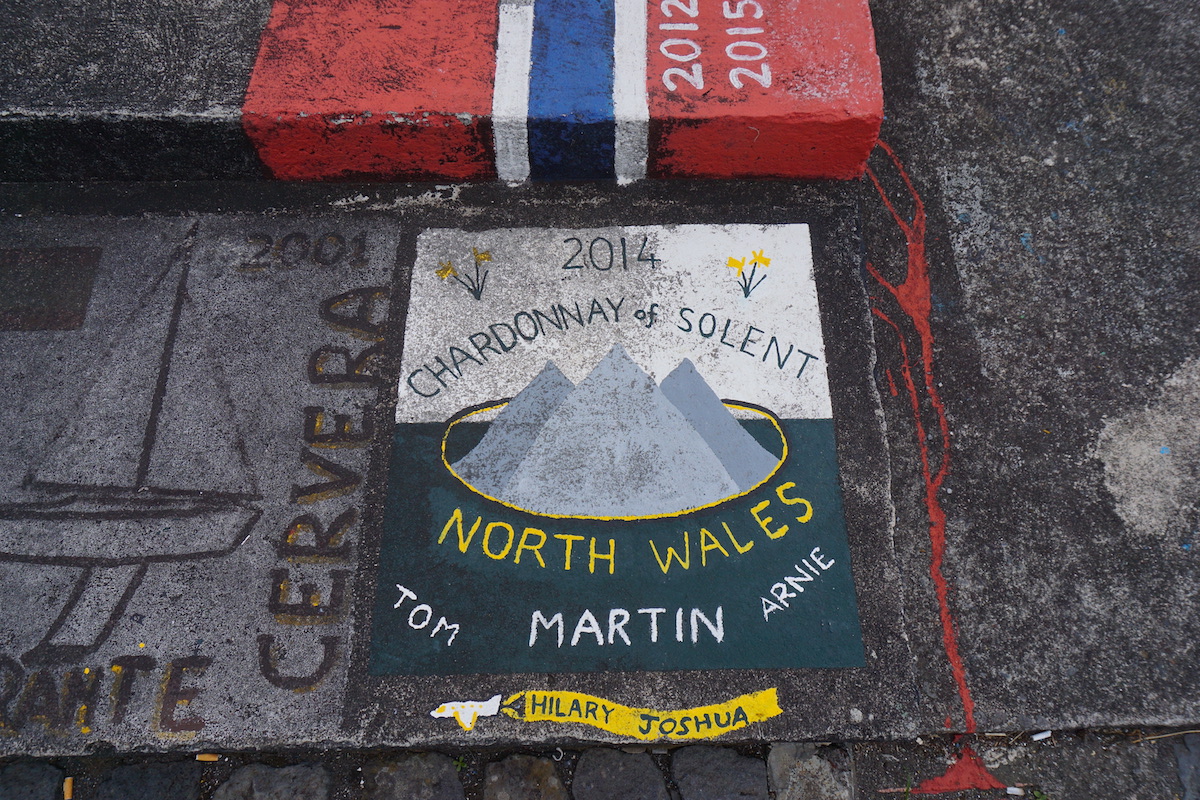 2012
2015
2001
CERVERA
2014
CHARDONNAY of SOLENT
NORTH WALES
TOM MARTIN ARNIE
HILARY JOSHUA